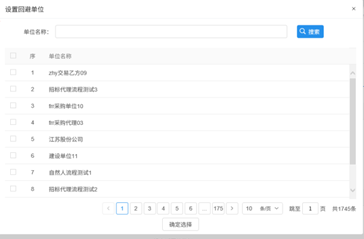 设置回避单位 ×
单位名称： 搜索
序 单位名称
1 zhy交易乙方09
2 招标代理流程测试3
3 fin采购单位10
4 fin采购代理03
5 江苏股份公司
6 建设单位11
7 自然人流程测试1
8 招标代理流程测试2
< 1 2 3 4 5 6 ... 175 > 10 条/页 跳至 1 页 共1745条
确定选择